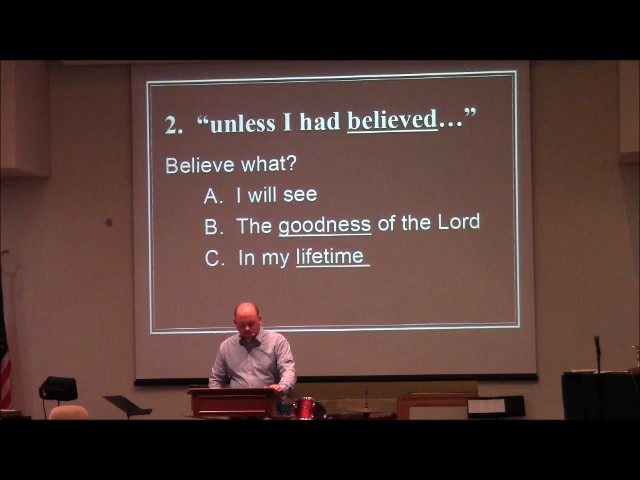 2. “unless I had believed…”
Believe what?
A. I will see
B. The goodness of the Lord
C. In my lifetime